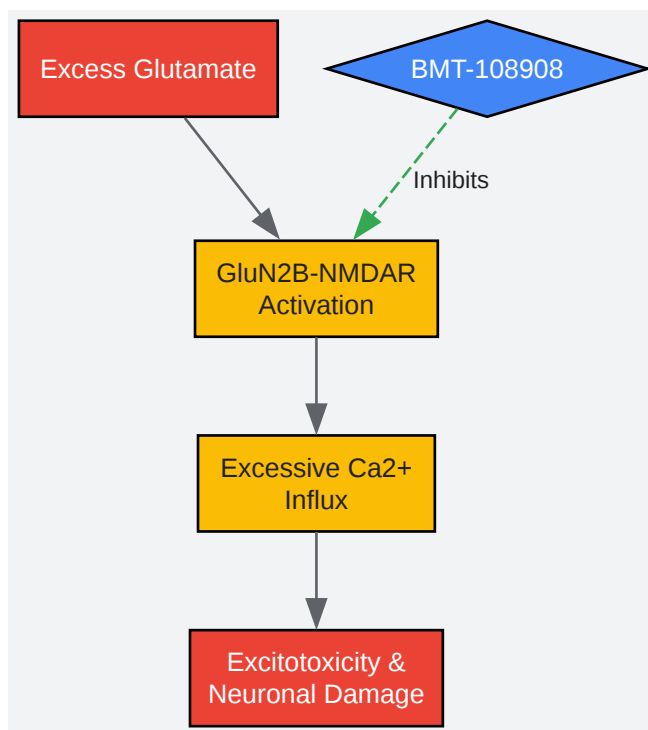 Excess Glutamate
BMT-108908
Inhibits
GluN2B-NMDAR
Activation
Excessive Ca2+
Influx
Excitotoxicity &
Neuronal Damage